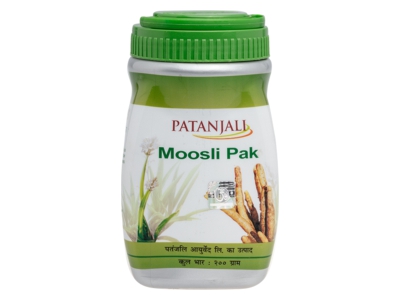 PATANJALI
Moosli Pak
पतंजलि आयुर्वेद लि. का उत्पाद
कुल भार : २०० ग्राम